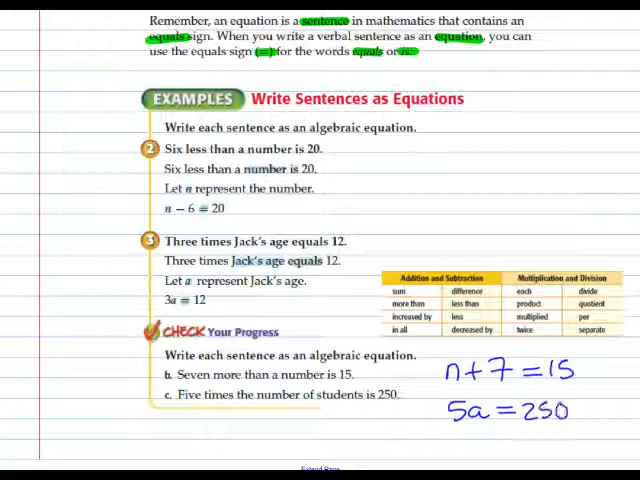 Remember, an equation is a sentence in mathematics that contains an
equals sign. When you write a verbal sentence as an equation, you can
use the equals sign (=) for the words equals or is.
EXAMPLES Write Sentences as Equations
Write each sentence as an algebraic equation.
2 Six less than a number is 20.
Six less than a number is 20.
Let n represent the number.
n − 6 = 20
3 Three times Jack's age equals 12.
Three times Jack's age equals 12.
Let a represent Jack's age.
3a = 12
Addition and Subtraction Multiplication and Division
sum difference each divide
more than less than product quotient
increased by less multiplied per
in all decreased by twice separate
CHECK Your Progress
Write each sentence as an algebraic equation.
b. Seven more than a number is 15.
c. Five times the number of students is 250.
n + 7 = 15
5a = 250
Extend Page